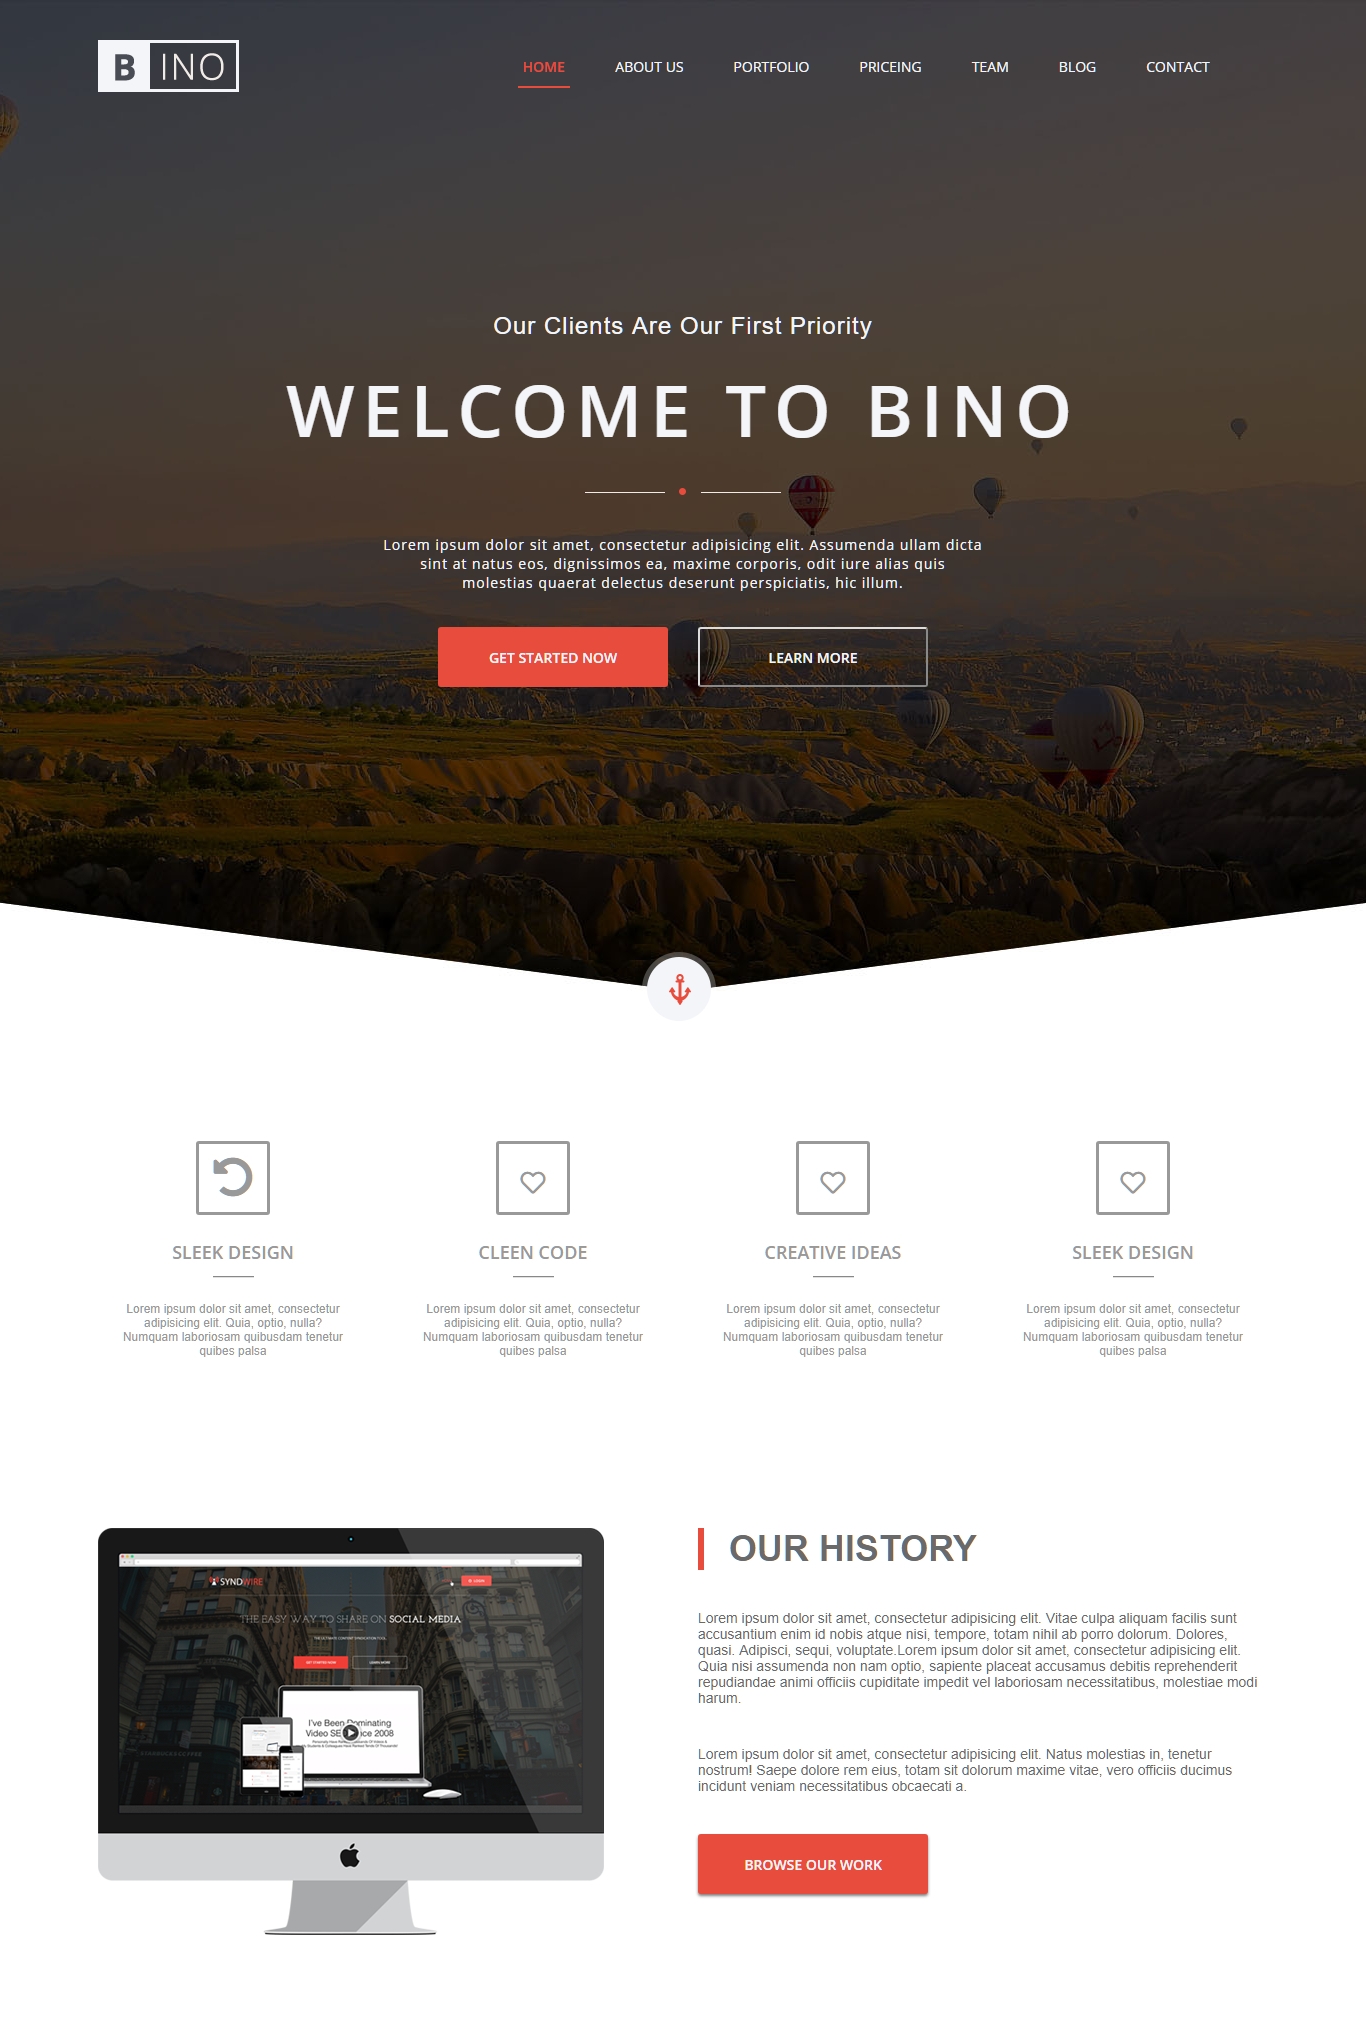 B INO
HOME ABOUT US PORTFOLIO PRICEING TEAM BLOG CONTACT
Our Clients Are Our First Priority
WELCOME TO BINO
Lorem ipsum dolor sit amet, consectetur adipisicing elit. Assumenda ullam dicta
sint at natus eos, dignissimos ea, maxime corporis, odit iure alias quis
molestias quaerat delectus deserunt perspiciatis, hic illum.
GET STARTED NOW
LEARN MORE
SLEEK DESIGN
Lorem ipsum dolor sit amet, consectetur
adipisicing elit. Quia, optio, nulla?
Numquam laboriosam quibusdam tenetur
quibes palsa
CLEEN CODE
Lorem ipsum dolor sit amet, consectetur
adipisicing elit. Quia, optio, nulla?
Numquam laboriosam quibusdam tenetur
quibes palsa
CREATIVE IDEAS
Lorem ipsum dolor sit amet, consectetur
adipisicing elit. Quia, optio, nulla?
Numquam laboriosam quibusdam tenetur
quibes palsa
SLEEK DESIGN
Lorem ipsum dolor sit amet, consectetur
adipisicing elit. Quia, optio, nulla?
Numquam laboriosam quibusdam tenetur
quibes palsa
SYNDWIRE
LOGIN
THE EASY WAY TO SHARE ON SOCIAL MEDIA
THE ULTIMATE CONTENT SYNDICATION TOOL
GET STARTED NOW
LEARN MORE
I've Been Dominating
Video SE ce 2008
OUR HISTORY
Lorem ipsum dolor sit amet, consectetur adipisicing elit. Vitae culpa aliquam facilis sunt
accusantium enim id nobis atque nisi, tempore, totam nihil ab porro dolorum. Dolores,
quasi. Adipisci, sequi, voluptate.Lorem ipsum dolor sit amet, consectetur adipisicing elit.
Quia nisi assumenda non nam optio, sapiente placeat accusamus debitis reprehenderit
repudiandae animi officiis cupiditate impedit vel laboriosam necessitatibus, molestiae modi
harum.
Lorem ipsum dolor sit amet, consectetur adipisicing elit. Natus molestias in, tenetur
nostrum! Saepe dolore rem eius, totam sit dolorum maxime vitae, vero officiis ducimus
incidunt veniam necessitatibus obcaecati a.
BROWSE OUR WORK